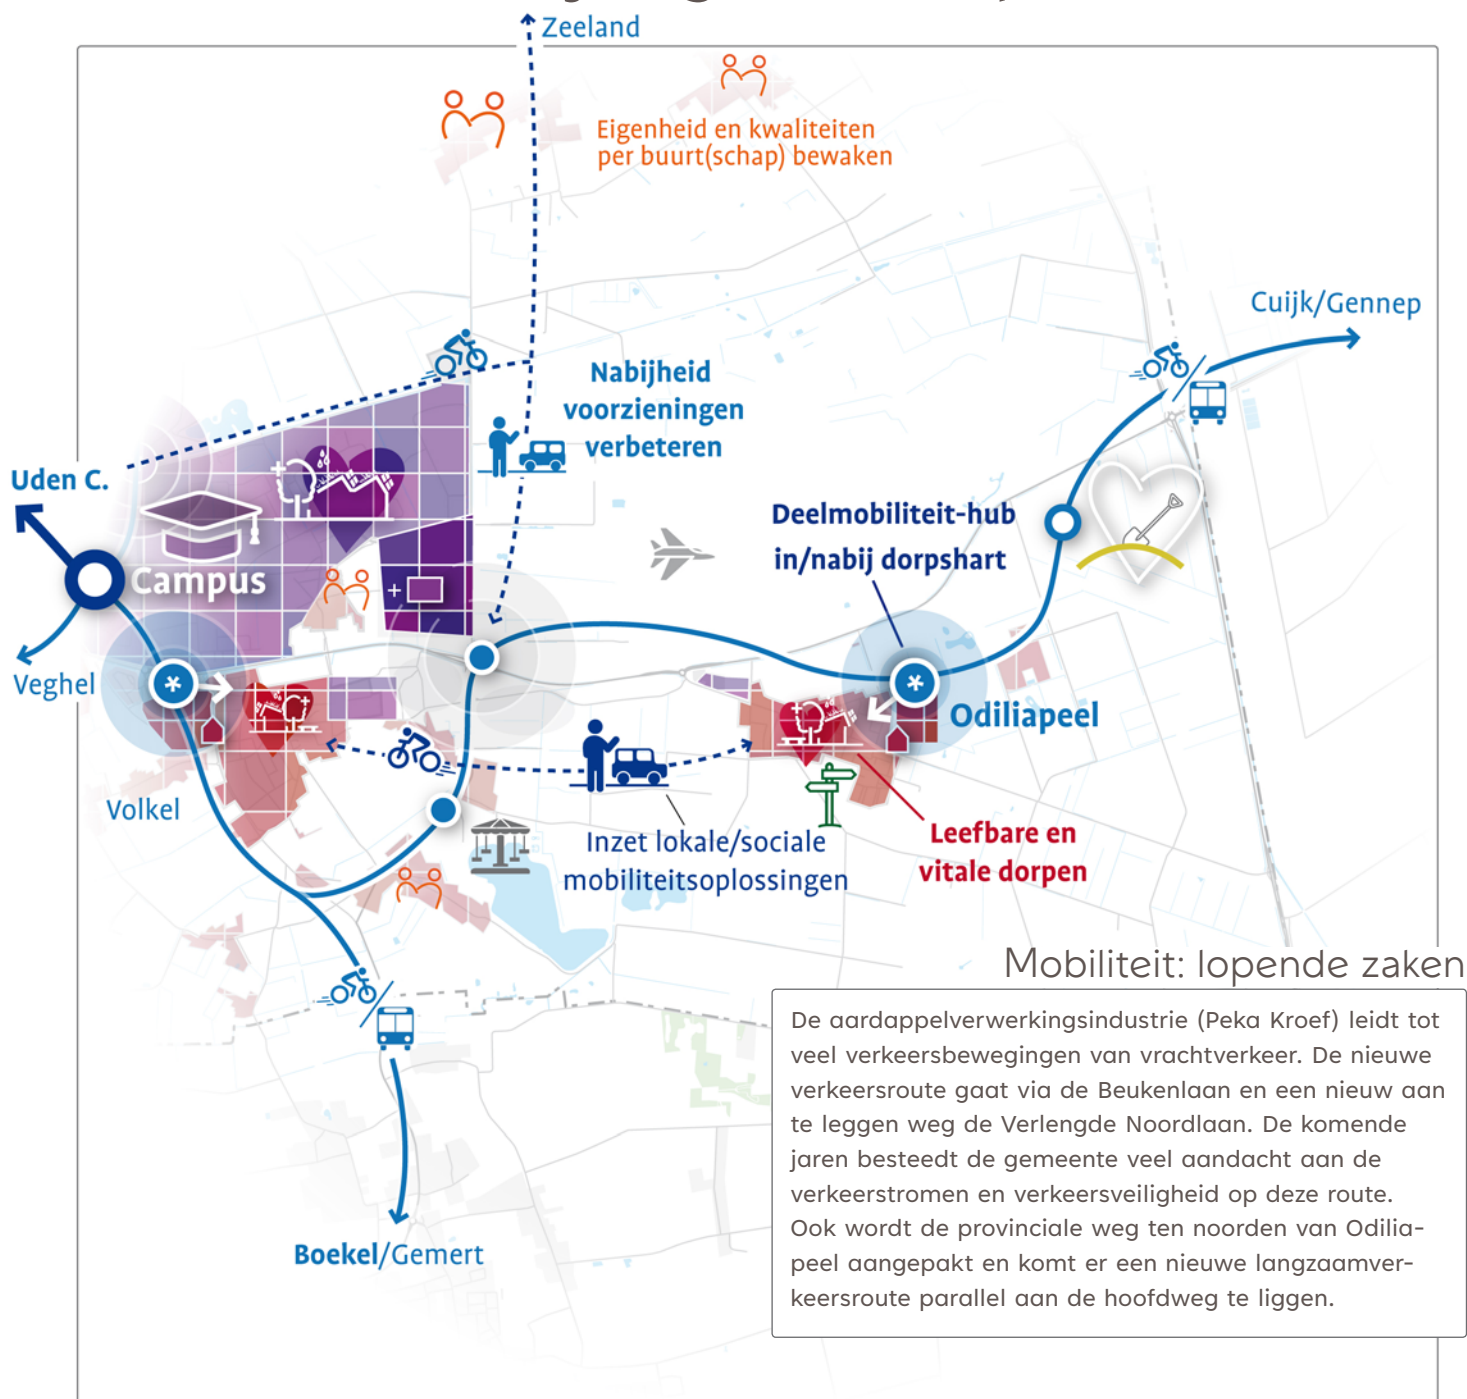 Zeeland
Eigenheid en kwaliteiten
per buurt(schap) bewaken
Cuijk/Gennep
Nabijheid
voorzieningen
verbeteren
Uden C.
Deelmobiliteit-hub
in/nabij dorpshart
Campus
Veghel
Odiliapeel
Volkel
Inzet lokale/sociale
mobiliteitsoplossingen
Leefbare en
vitale dorpen
Mobiliteit: lopende zaken
De aardappelverwerkingsindustrie (Peka Kroef) leidt tot
veel verkeersbewegingen van vrachtverkeer. De nieuwe
verkeersroute gaat via de Beukenlaan en een nieuw aan
te leggen weg de Verlengde Noordlaan. De komende
jaren besteedt de gemeente veel aandacht aan de
verkeerstromen en verkeersveiligheid op deze route.
Ook wordt de provinciale weg ten noorden van Odilia-
peel aangepakt en komt er een nieuwe langzaamver-
keersroute parallel aan de hoofdweg te liggen.
Boekel/Gemert